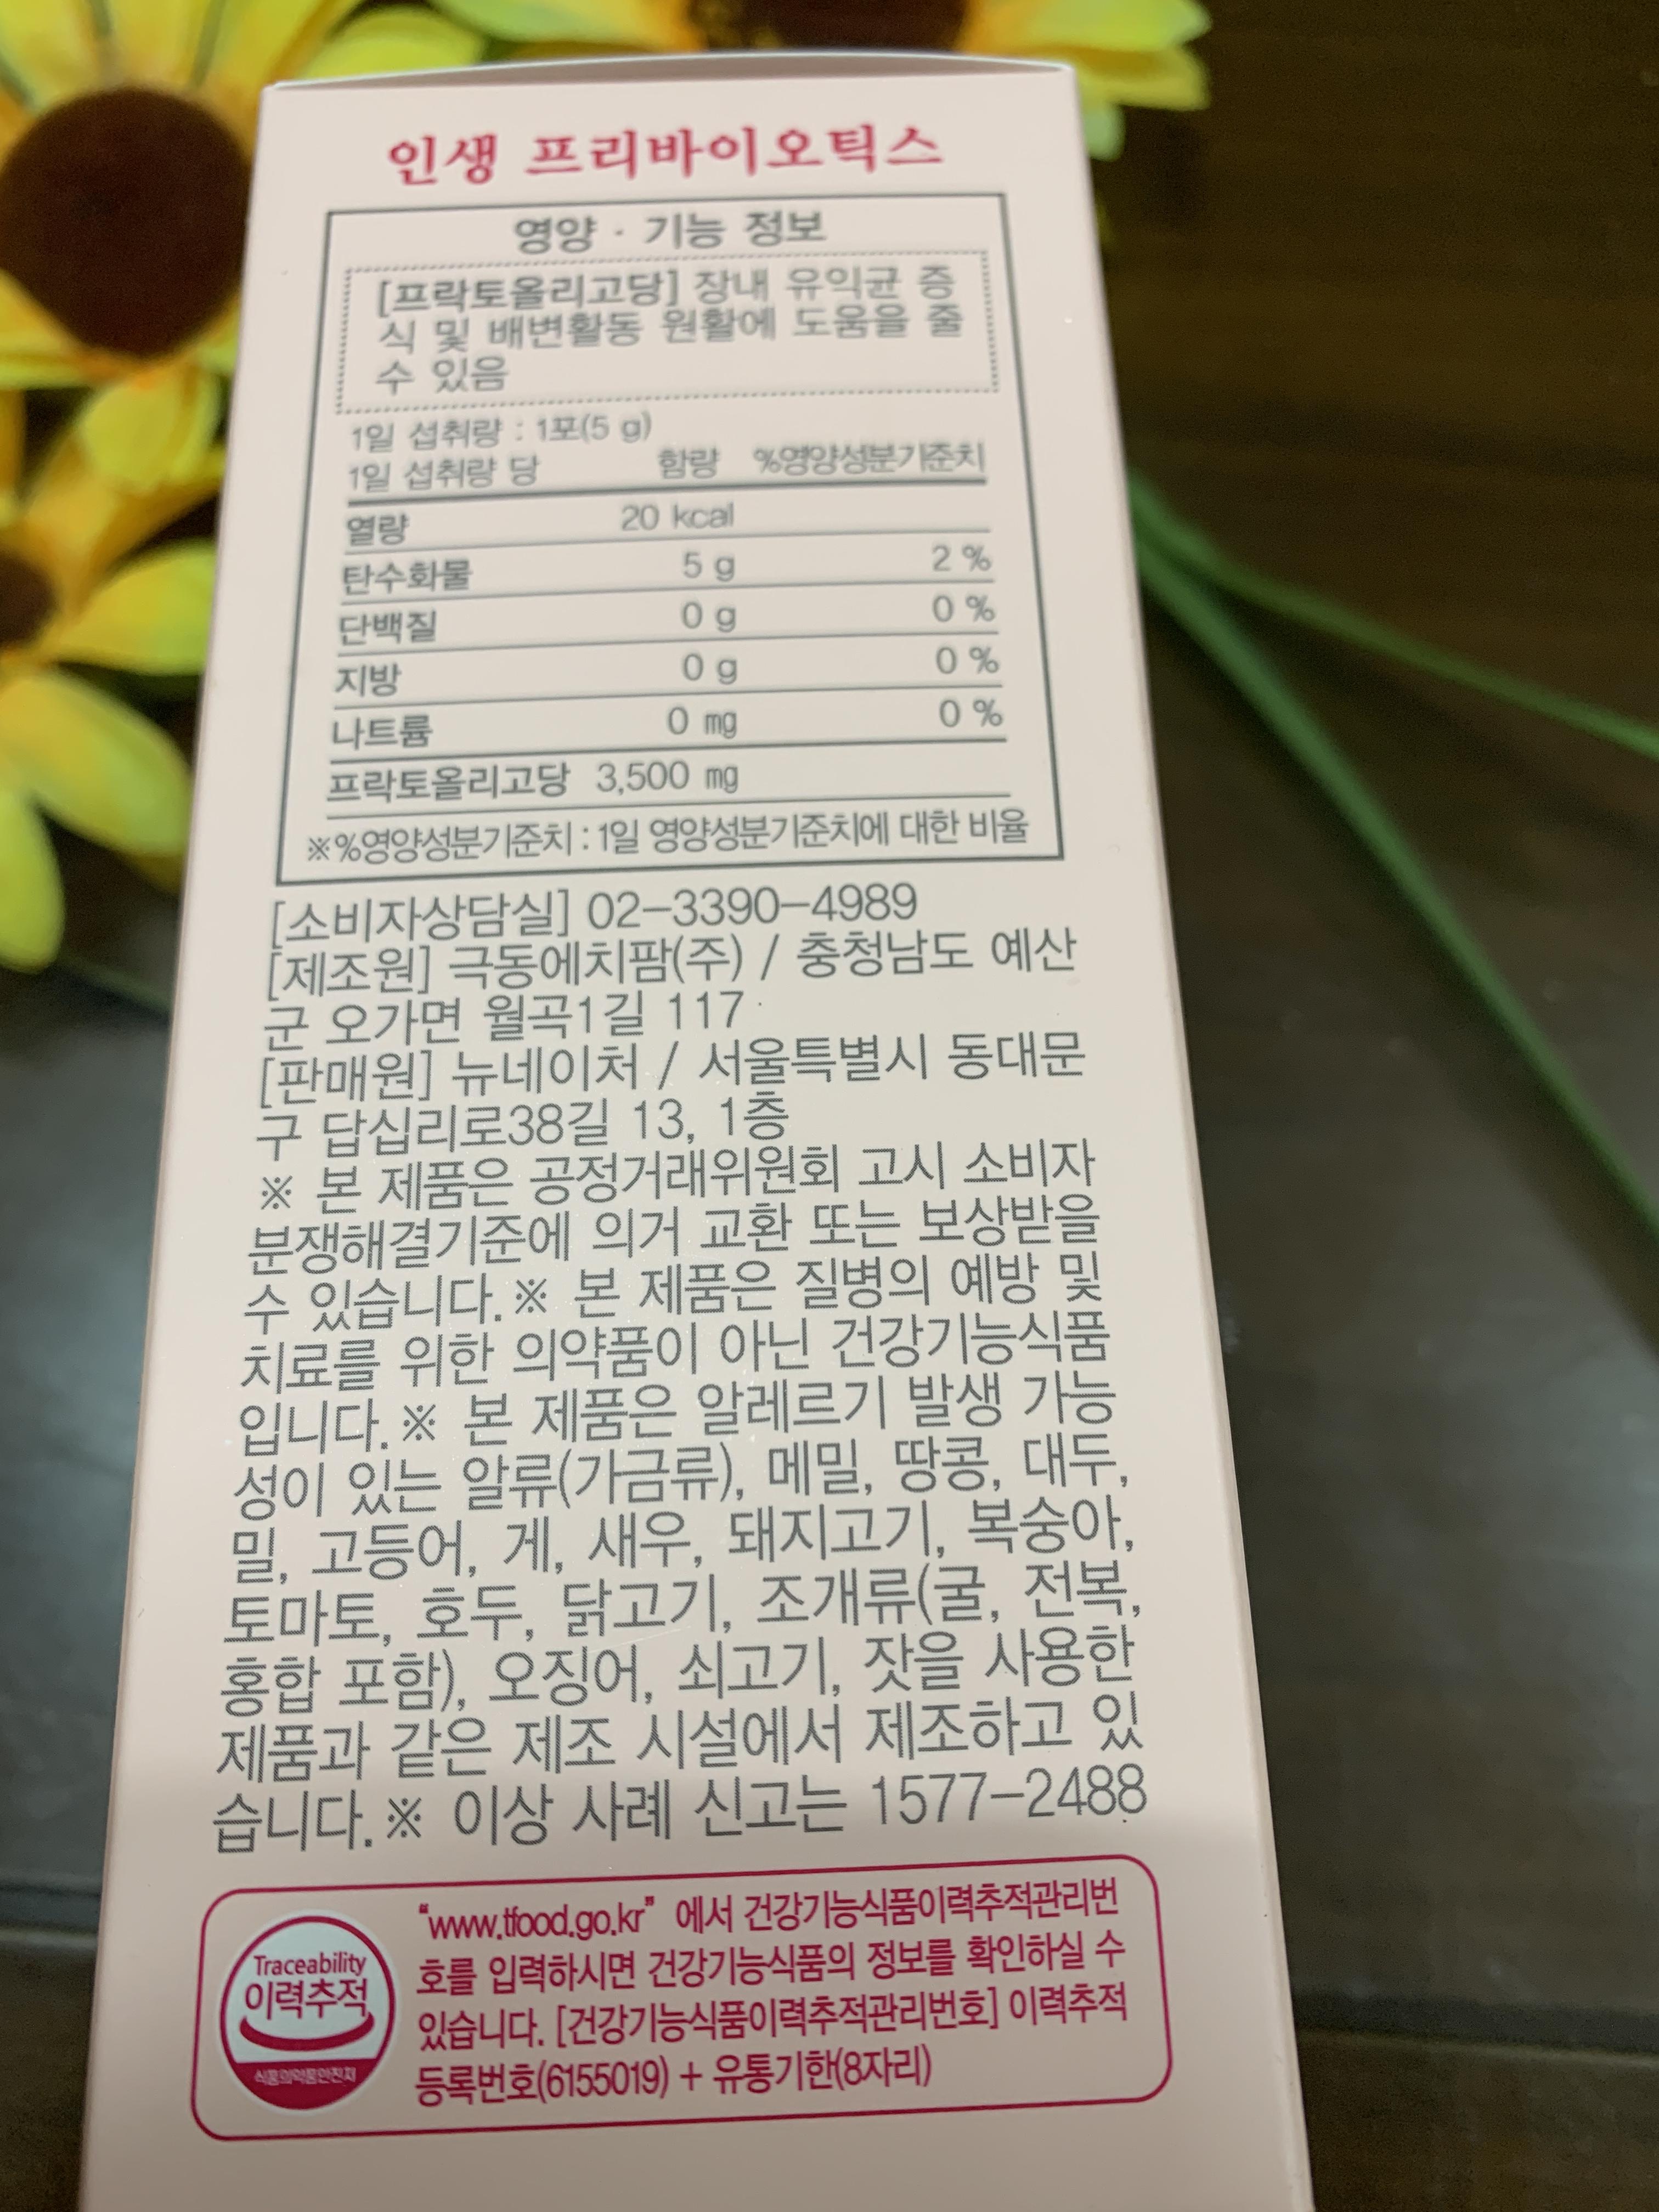 인생 프리바이오틱스
영양 · 기능 정보
[프락토올리고당] 장내 유익균 증
식 및 배변활동 원활에 도움을 줄
수 있음
1일 섭취량 : 1포(5 g)
1일 섭취량 당 함량 %영양성분기준치
열량 20 kcal
탄수화물 5 g 2 %
단백질 0 g 0 %
지방 0 g 0 %
나트륨 0 mg 0 %
프락토올리고당 3,500 mg
※%영양성분기준치 : 1일 영양성분기준치에 대한 비율
[소비자상담실] 02-3390-4989
[제조원] 극동에치팜(주) / 충청남도 예산
군 오가면 월곡1길 117
[판매원] 뉴네이처 / 서울특별시 동대문
구 답십리로38길 13, 1층
※ 본 제품은 공정거래위원회 고시 소비자
분쟁해결기준에 의거 교환 또는 보상받을
수 있습니다.※ 본 제품은 질병의 예방 및
치료를 위한 의약품이 아닌 건강기능식품
입니다.※ 본 제품은 알레르기 발생 가능
성이 있는 알류(가금류), 메밀, 땅콩, 대두,
밀, 고등어, 게, 새우, 돼지고기, 복숭아,
토마토, 호두, 닭고기, 조개류(굴, 전복,
홍합 포함), 오징어, 쇠고기, 잣을 사용한
제품과 같은 제조 시설에서 제조하고 있
습니다.※ 이상 사례 신고는 1577-2488
“www.tfood.go.kr” 에서 건강기능식품이력추적관리번
호를 입력하시면 건강기능식품의 정보를 확인하실 수
있습니다. [건강기능식품이력추적관리번호] 이력추적
등록번호(6155019) + 유통기한(8자리)
Traceability
이력추적
식품의약품안전처